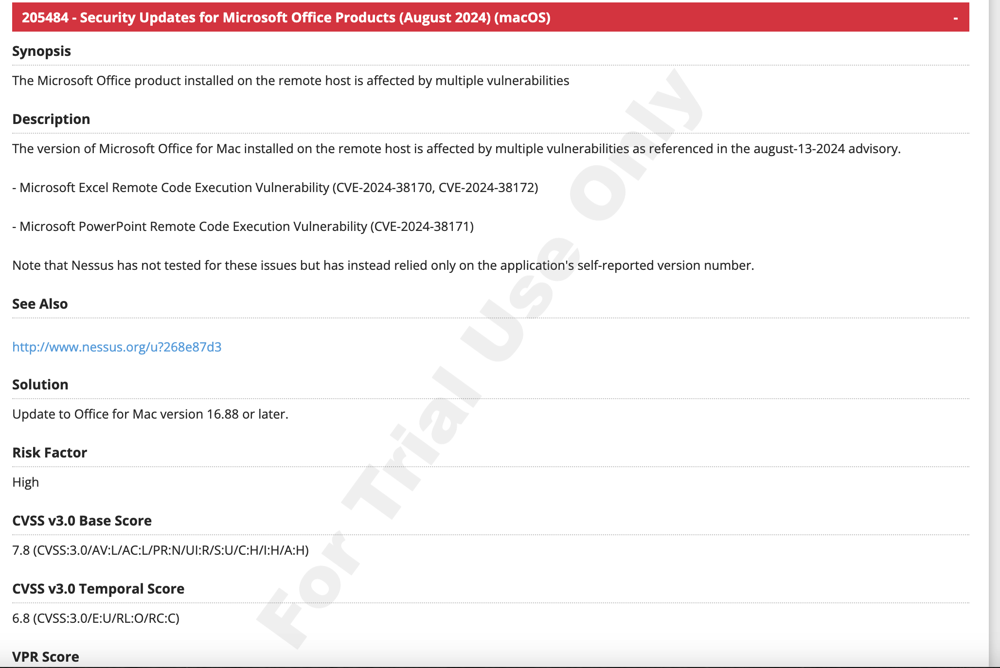 205484 - Security Updates for Microsoft Office Products (August 2024) (macOS) -
Synopsis
The Microsoft Office product installed on the remote host is affected by multiple vulnerabilities
Description
The version of Microsoft Office for Mac installed on the remote host is affected by multiple vulnerabilities as referenced in the august-13-2024 advisory.
- Microsoft Excel Remote Code Execution Vulnerability (CVE-2024-38170, CVE-2024-38172)
- Microsoft PowerPoint Remote Code Execution Vulnerability (CVE-2024-38171)
Note that Nessus has not tested for these issues but has instead relied only on the application's self-reported version number.
See Also
http://www.nessus.org/u?268e87d3
Solution
Update to Office for Mac version 16.88 or later.
Risk Factor
High
CVSS v3.0 Base Score
7.8 (CVSS:3.0/AV:L/AC:L/PR:N/UI:R/S:U/C:H/I:H/A:H)
CVSS v3.0 Temporal Score
6.8 (CVSS:3.0/E:U/RL:O/RC:C)
VPR Score
For Trial Use Only